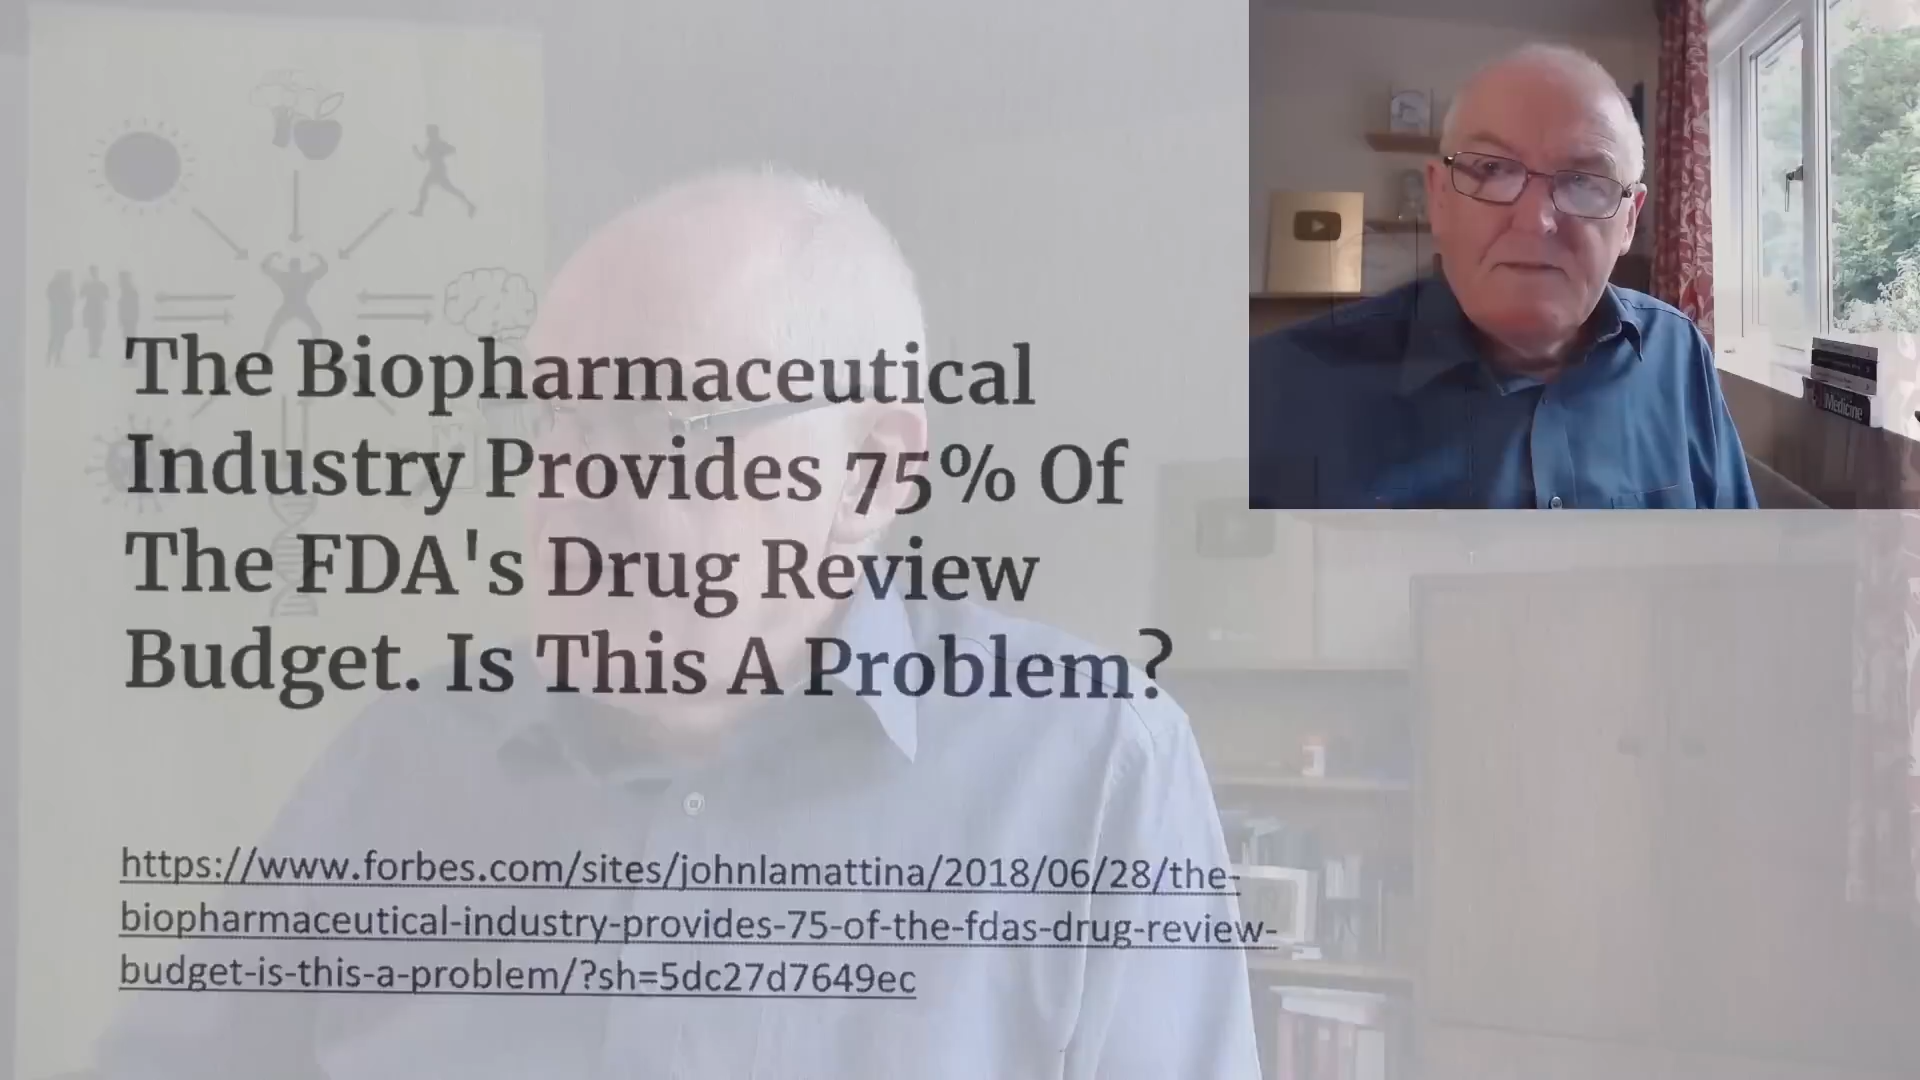 The Biopharmaceutical
Industry Provides 75% Of
The FDA's Drug Review
Budget. Is This A Problem?
https://www.forbes.com/sites/johnlamattina/2018/06/28/the-
biopharmaceutical-industry-provides-75-of-the-fdas-drug-review-
budget-is-this-a-problem/?sh=5dc27d7649ec
Medicine